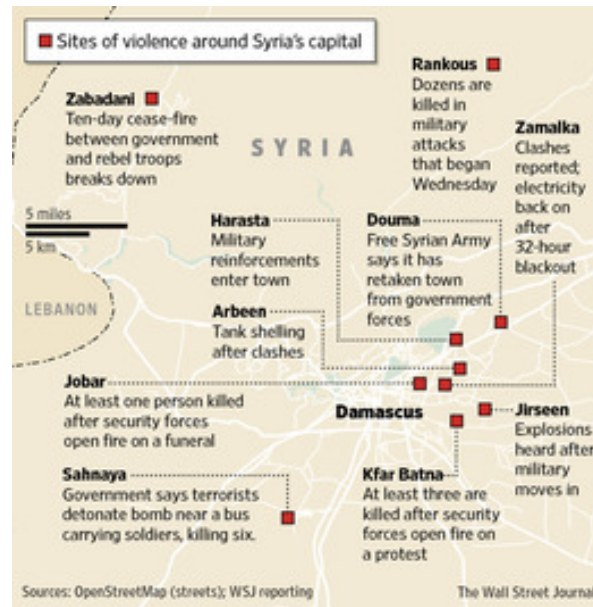 Sites of violence around Syria's capital
Zabadani
Ten-day cease-fire
between government
and rebel troops
breaks down
SYRIA
Rankous
Dozens are
killed in
military
attacks
that began
Wednesday
Zamalka
Clashes
reported;
electricity
back on
after
32-hour
blackout
5 miles
5 km
LEBANON
Harasta
Military
reinforcements
enter town
Douma
Free Syrian Army
says it has
retaken town
from government
forces
Arbeen
Tank shelling
after clashes
Jobar
At least one person killed
after security forces
open fire on a funeral
Damascus
Jirseen
Explosions
heard after
military
moves in
Sahnaya
Government says terrorists
detonate bomb near a bus
carrying soldiers, killing six.
Kfar Batna
At least three are
killed after security
forces open fire on
a protest
Sources: OpenStreetMap (streets); WSJ reporting
The Wall Street Journal